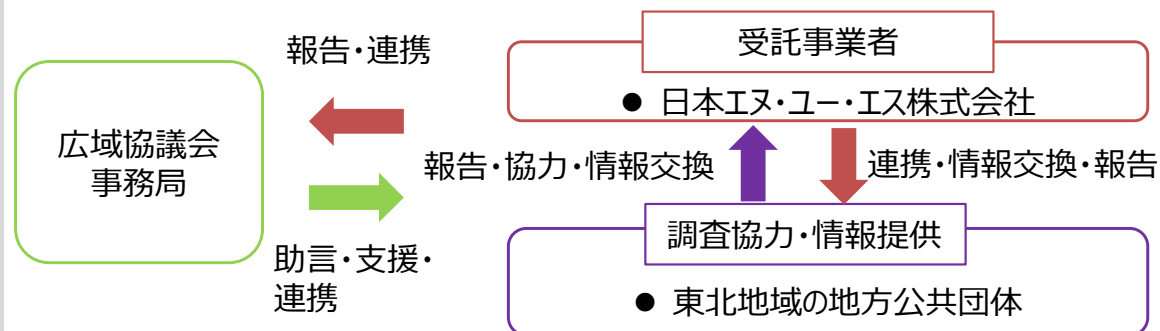 報告・連携
広域協議会
事務局
助言・支援・
連携
受託事業者
● 日本エヌ・ユー・エス株式会社
報告・協力・情報交換
連携・情報交換・報告
調査協力・情報提供
● 東北地域の地方公共団体